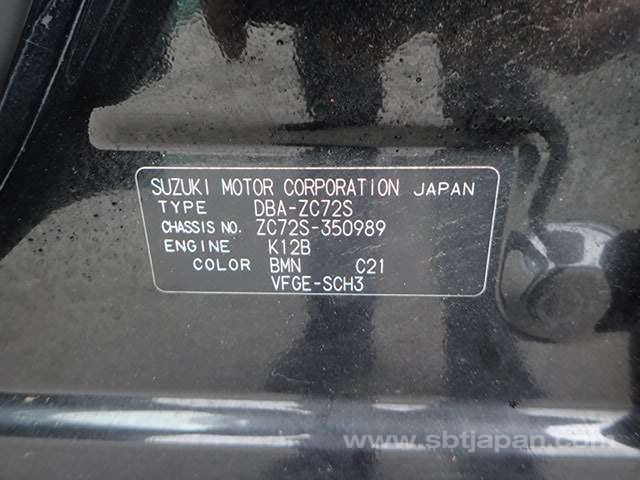 SUZUKI MOTOR CORPORATION JAPAN
TYPE DBA-ZC72S
CHASSIS NO. ZC72S-350989
ENGINE K12B
COLOR BMN C21
VFGE-SCH3
www.sbtjapan.com